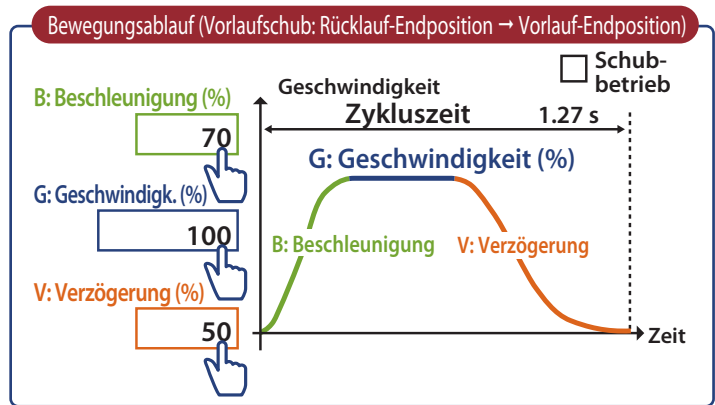 Bewegungsablauf (Vorlaufschub: Rücklauf-Endposition → Vorlauf-Endposition)
B: Beschleunigung (%)
70
G: Geschwindigk. (%)
100
V: Verzögerung (%)
50
Geschwindigkeit
Schub-
betrieb
Zykluszeit 1.27 s
G: Geschwindigkeit (%)
B: Beschleunigung
V: Verzögerung
Zeit